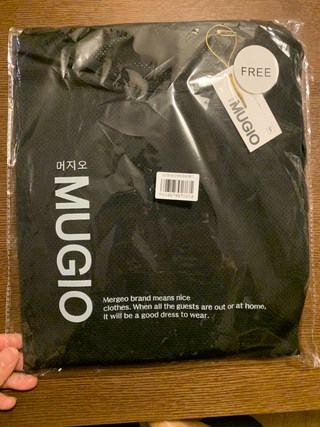 FREE
MUGIO
머지오
MUGIO
Mergeo brand means nice
clothes. When all the guests are out or at home,
It will be a good dress to wear.